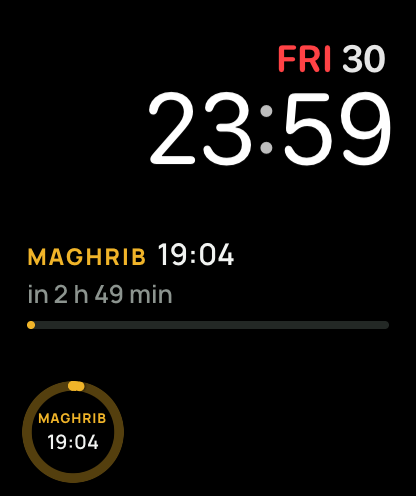 FRI 30
23:59
MAGHRIB 19:04
in 2 h 49 min
MAGHRIB
19:04